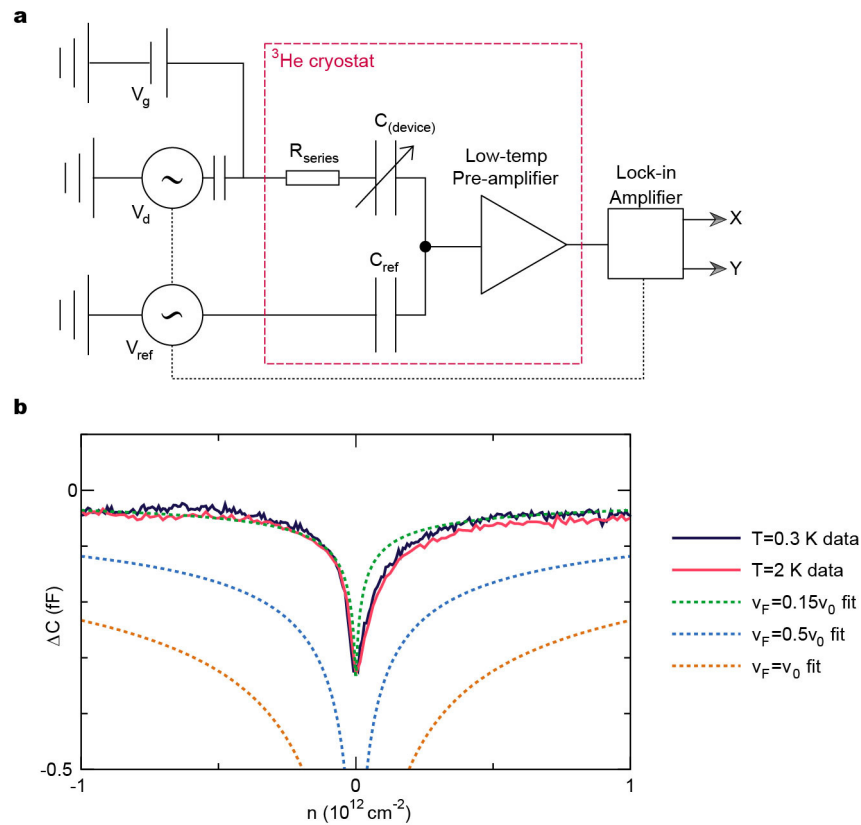 a
³He cryostat
V_g
C_(device)
R_series
Low-temp
Pre-amplifier
Lock-in
Amplifier
~
V_d
X
Y
C_ref
~
V_ref
b
0
-0.5
ΔC (fF)
-1
0
1
n (10¹² cm⁻²)
T=0.3 K data
T=2 K data
v_F=0.15v_0 fit
v_F=0.5v_0 fit
v_F=v_0 fit